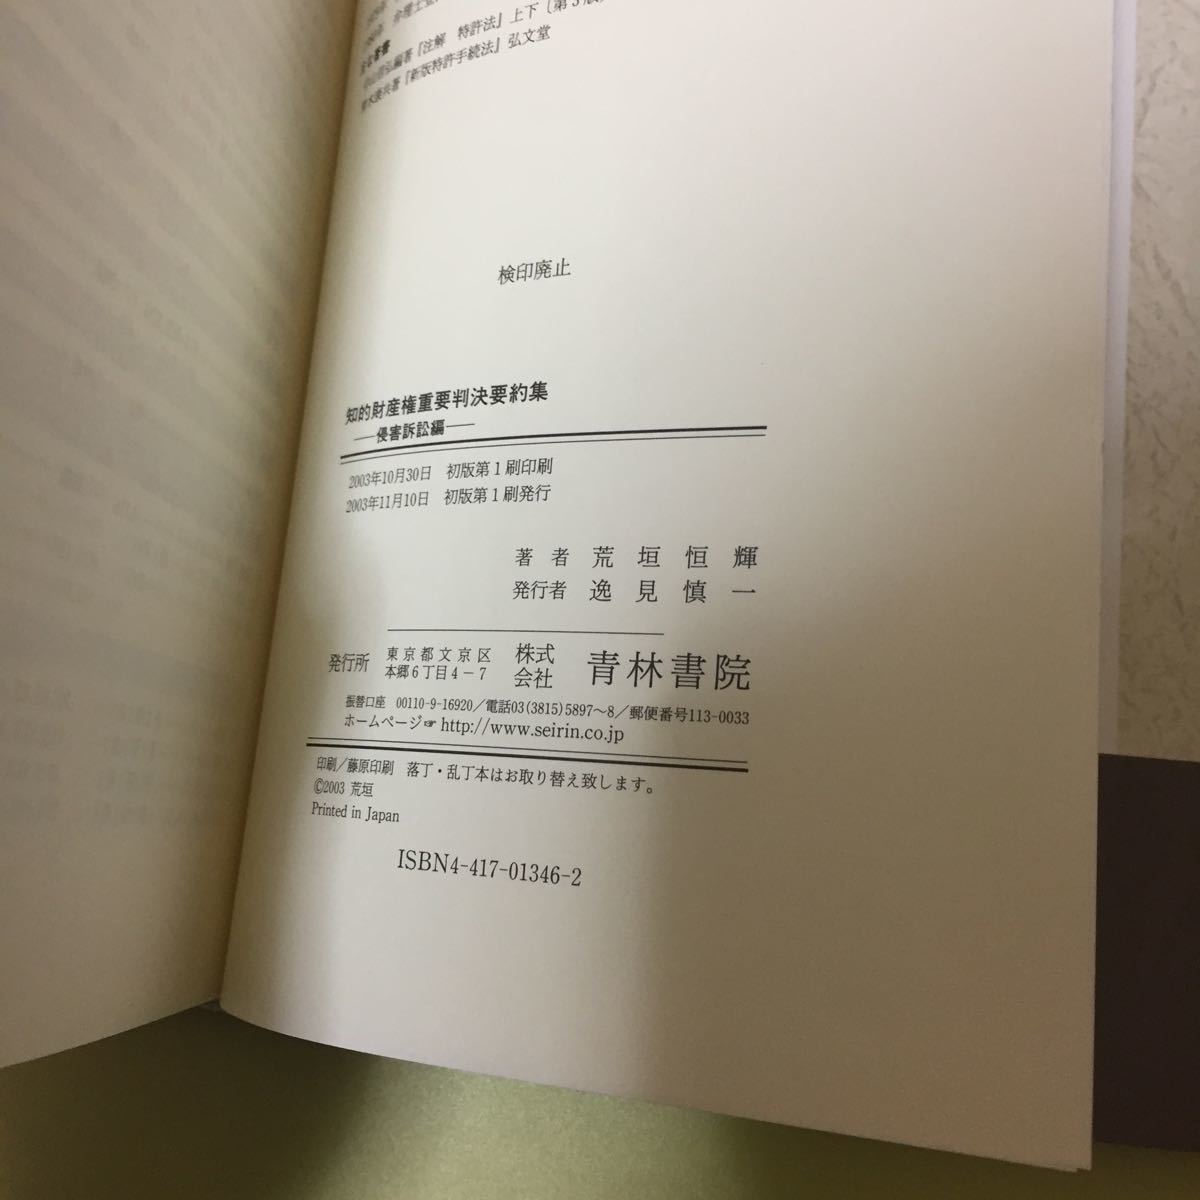 編著『注解 特許法』上下〔第3版〕
共著『新版特許手続法』弘文堂
検印廃止
知的財産権重要判決要約集
──侵害訴訟編──
2003年10月30日 初版第1刷印刷
2003年11月10日 初版第1刷発行
著者 荒垣恒輝
発行者 逸見慎一
発行所 東京都文京区本郷6丁目4-7 株式会社 青林書院
振替口座 00110-9-16920/電話03(3815)5897〜8/郵便番号113-0033
ホームページ☞http://www.seirin.co.jp
印刷/藤原印刷 落丁・乱丁本はお取り替え致します。
©2003 荒垣
Printed in Japan
ISBN4-417-01346-2